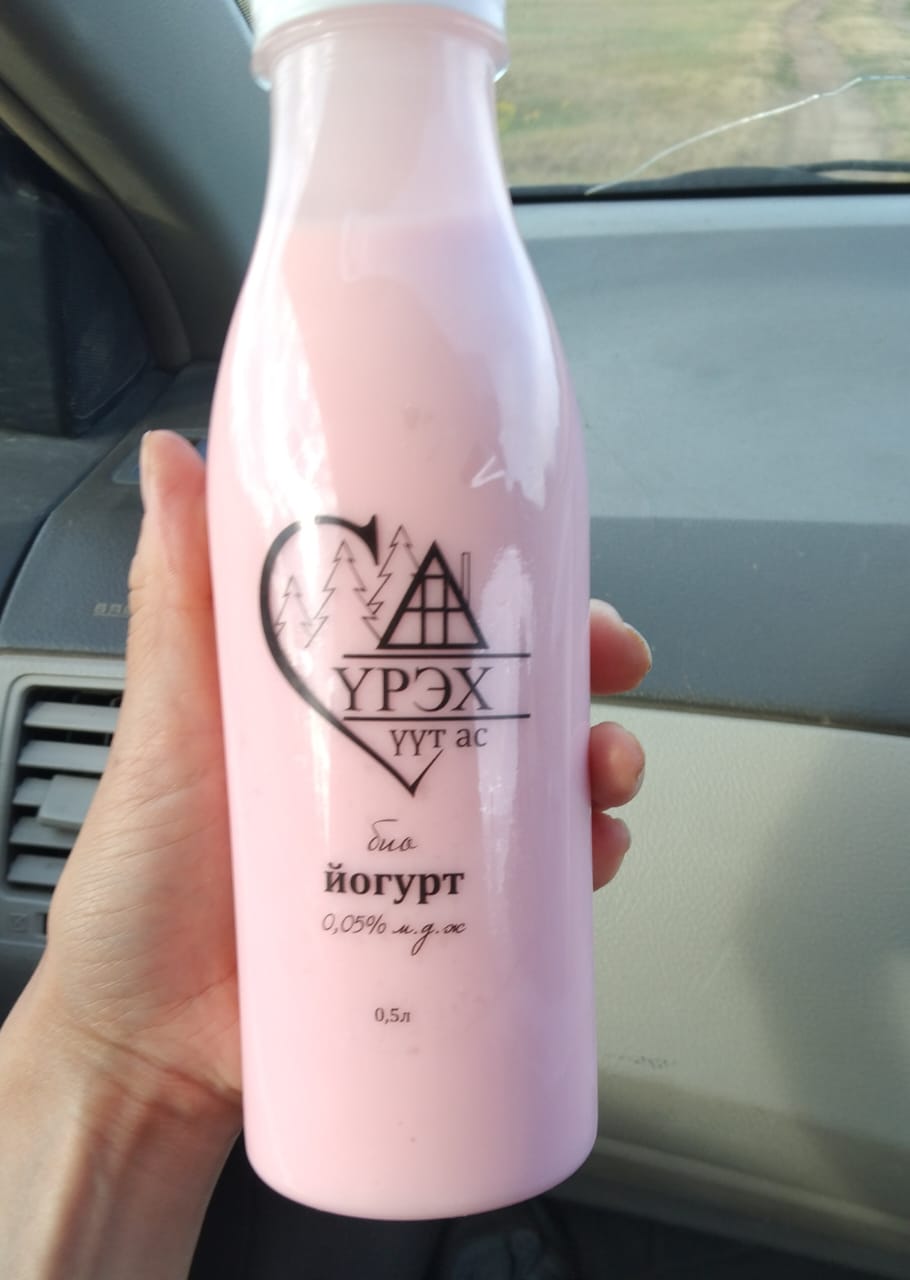 ҮРЭХ
үүт ас
био
йогурт
0,05% м.д.ж
0,5л